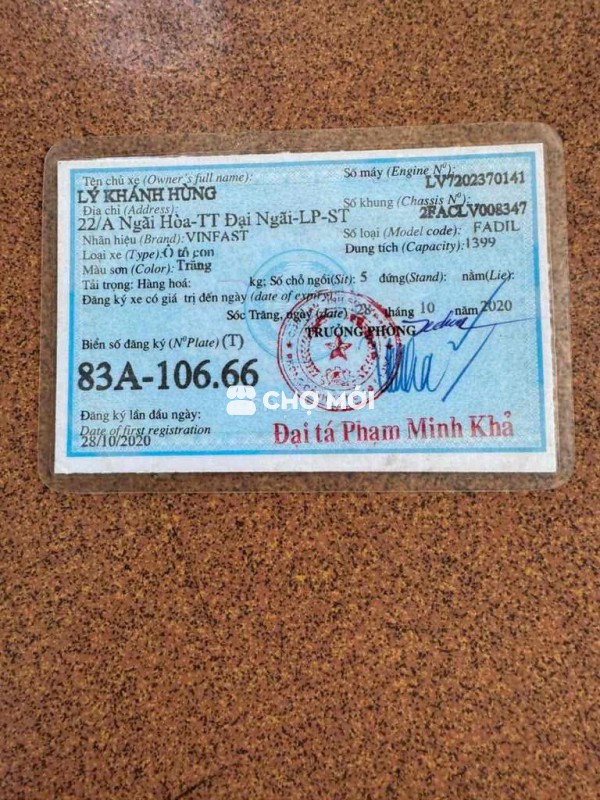 Tên chủ xe (Owner's full name):
LÝ KHÁNH HÙNG
Số máy (Engine Nº):
LV7202370141
Địa chỉ (Address):
Số khung (Chassis Nº):
2FACLV008347
22/A Ngãi Hòa-TT Đại Ngãi-LP-ST
Nhãn hiệu (Brand): VINFAST
Số loại (Model code): FADIL
Loại xe (Type): Ô tô con
Dung tích (Capacity): 1399
Màu sơn (Color): Trắng
Tải trọng: Hàng hoá: kg; Số chỗ ngồi(Sit): 5 đứng(Stand): nằm(Lie):
Đăng ký xe có giá trị đến ngày (date of expiry)
Sóc Trăng, ngày (date) 28 tháng 10 năm 2020
TRƯỞNG PHÒNG
Biển số đăng ký (NºPlate) (T)
83A-106.66
CHỢ MỚI
Đăng ký lần đầu ngày:
Date of first registration
28/10/2020
Đại tá Phạm Minh Khả